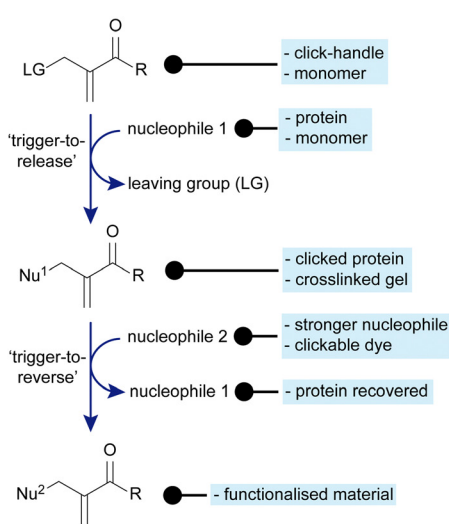 O
LG
R
- click-handle
- monomer
'trigger-to-
release'
nucleophile 1
- protein
- monomer
leaving group (LG)
O
Nu¹
R
- clicked protein
- crosslinked gel
'trigger-to-
reverse'
nucleophile 2
- stronger nucleophile
- clickable dye
nucleophile 1
- protein recovered
O
Nu²
R
- functionalised material